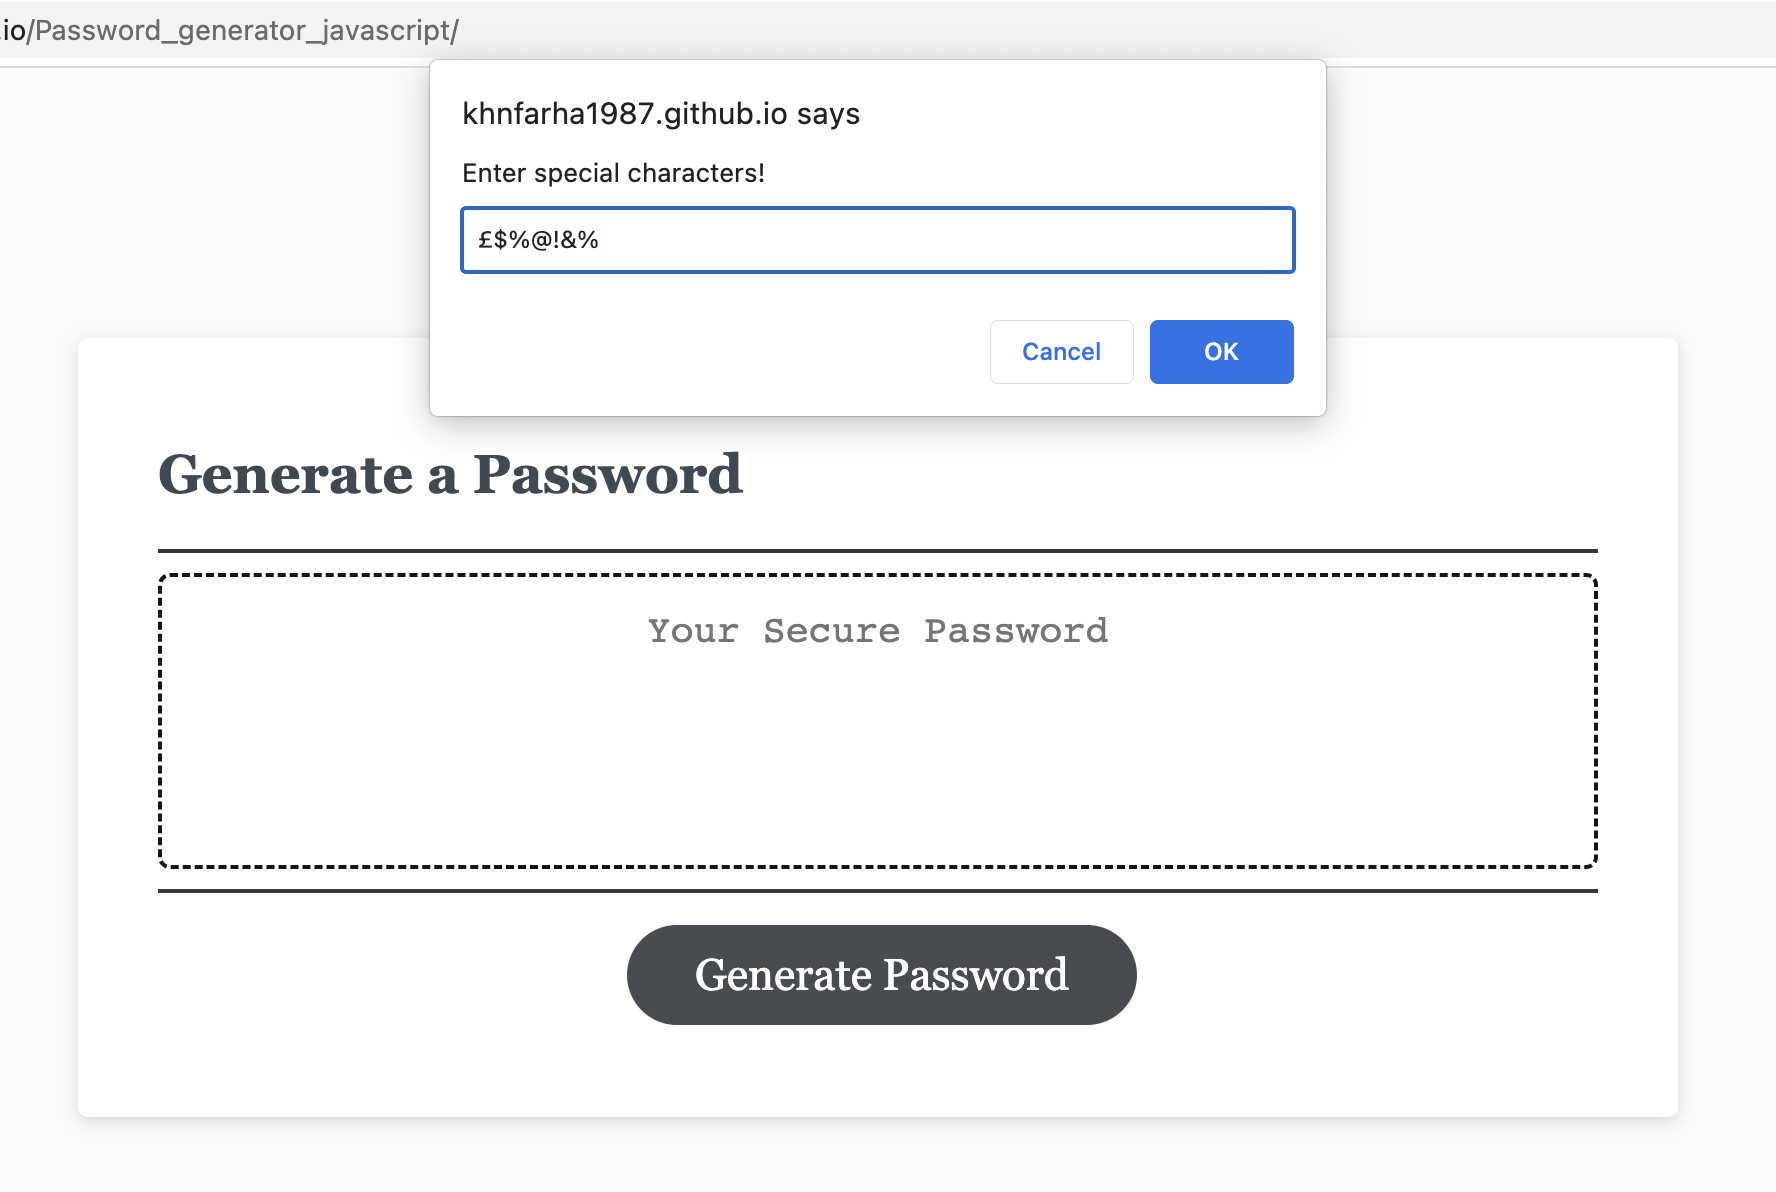 .io/Password_generator_javascript/
khnfarha1987.github.io says
Enter special characters!
£$%@!&%
Cancel
OK
Generate a Password
Your Secure Password
Generate Password